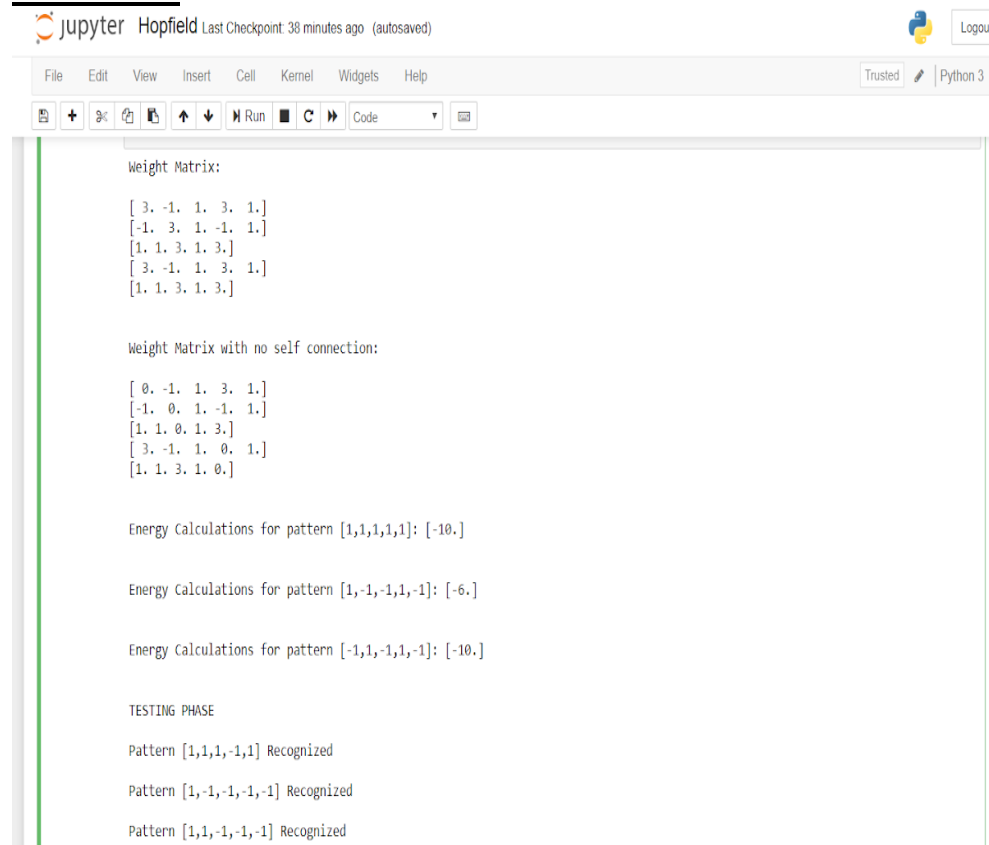 jupyter Hopfield Last Checkpoint: 38 minutes ago (autosaved)
Logou
File Edit View Insert Cell Kernel Widgets Help
Trusted Python 3
Run Code
Weight Matrix:
[ 3. -1. 1. 3. 1.]
[-1. 3. 1. -1. 1.]
[1. 1. 3. 1. 3.]
[ 3. -1. 1. 3. 1.]
[1. 1. 3. 1. 3.]
Weight Matrix with no self connection:
[ 0. -1. 1. 3. 1.]
[-1. 0. 1. -1. 1.]
[1. 1. 0. 1. 3.]
[ 3. -1. 1. 0. 1.]
[1. 1. 3. 1. 0.]
Energy Calculations for pattern [1,1,1,1,1]: [-10.]
Energy Calculations for pattern [1,-1,-1,1,-1]: [-6.]
Energy Calculations for pattern [-1,1,-1,1,-1]: [-10.]
TESTING PHASE
Pattern [1,1,1,-1,1] Recognized
Pattern [1,-1,-1,-1,-1] Recognized
Pattern [1,1,-1,-1,-1] Recognized